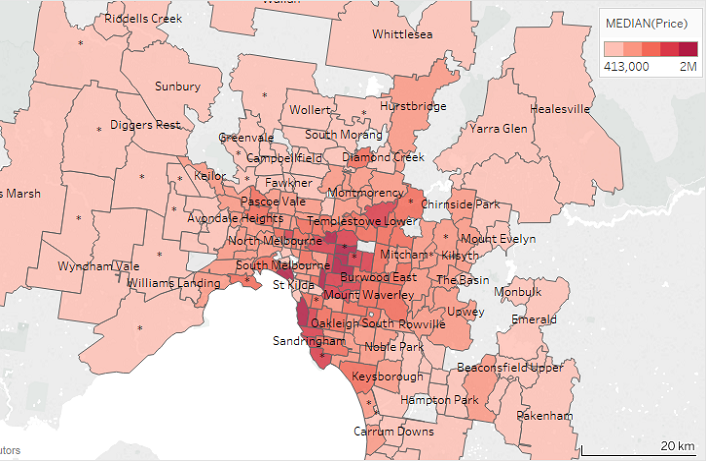 Riddells Creek
Whittlesea
MEDIAN(Price)
413,000 2M
Sunbury
Wollert
Hurstbridge
Healesville
Diggers Rest
Greenvale
South Morang
Yarra Glen
Campbellfield
Diamond Creek
Keilor
Fawkner
s Marsh
Montmorency
Pascoe Vale
Chirnside Park
Avondale Heights
Templestowe Lower
North Melbourne
Mount Evelyn
Mitcham
Kilsyth
Wyndham Vale
South Melbourne
Burwood East
Williams Landing
St Kilda
The Basin
Mount Waverley
Monbulk
Upwey
Oakleigh South
Rowville
Emerald
Sandringham
Noble Park
Keysborough
Beaconsfield Upper
Hampton Park
Pakenham
Carrum Downs
utors
20 km